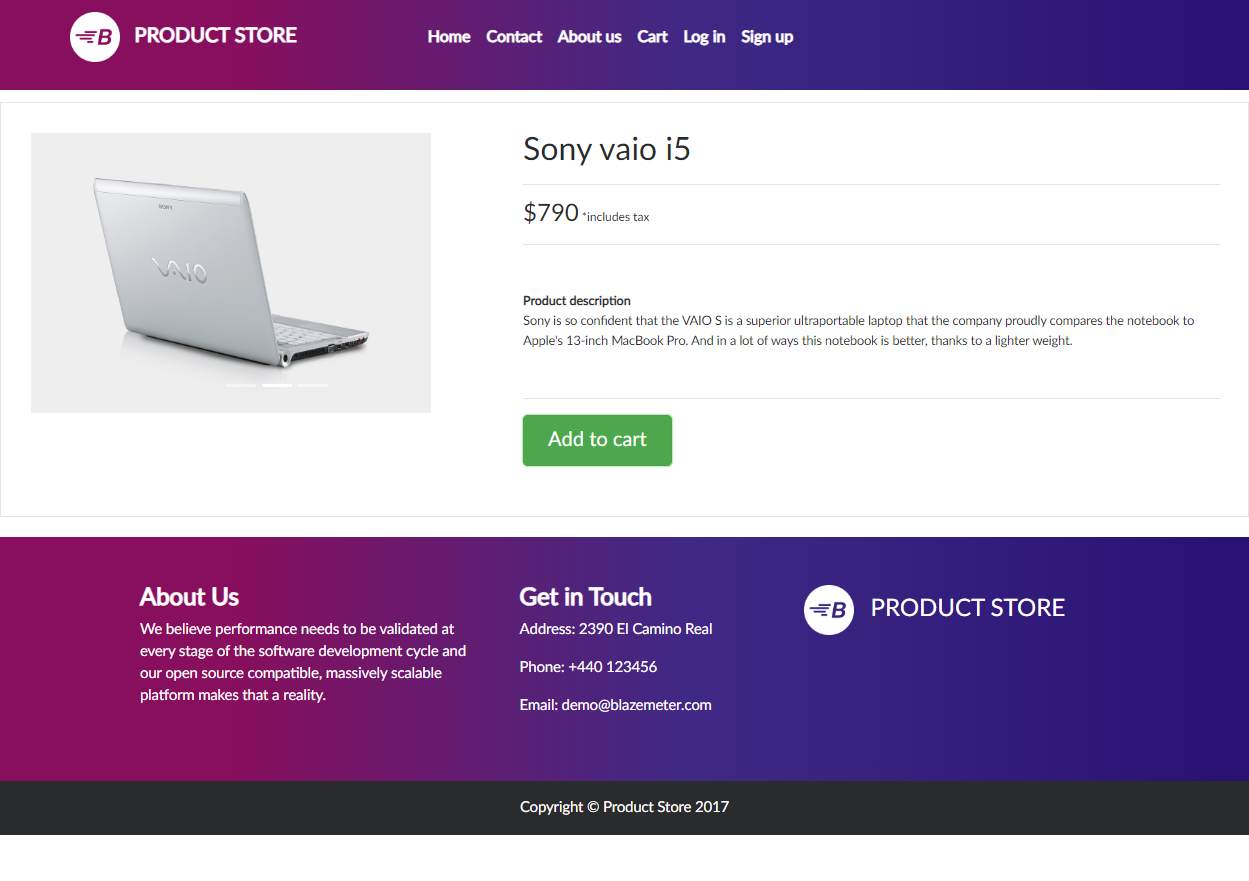 B PRODUCT STORE Home Contact About us Cart Log in Sign up
SONY
VAIO
Sony vaio i5
$790 *includes tax
Product description
Sony is so confident that the VAIO S is a superior ultraportable laptop that the company proudly compares the notebook to
Apple's 13-inch MacBook Pro. And in a lot of ways this notebook is better, thanks to a lighter weight.
Add to cart
About Us
We believe performance needs to be validated at
every stage of the software development cycle and
our open source compatible, massively scalable
platform makes that a reality.
Get in Touch
Address: 2390 El Camino Real
Phone: +440 123456
Email: demo@blazemeter.com
B PRODUCT STORE
Copyright © Product Store 2017